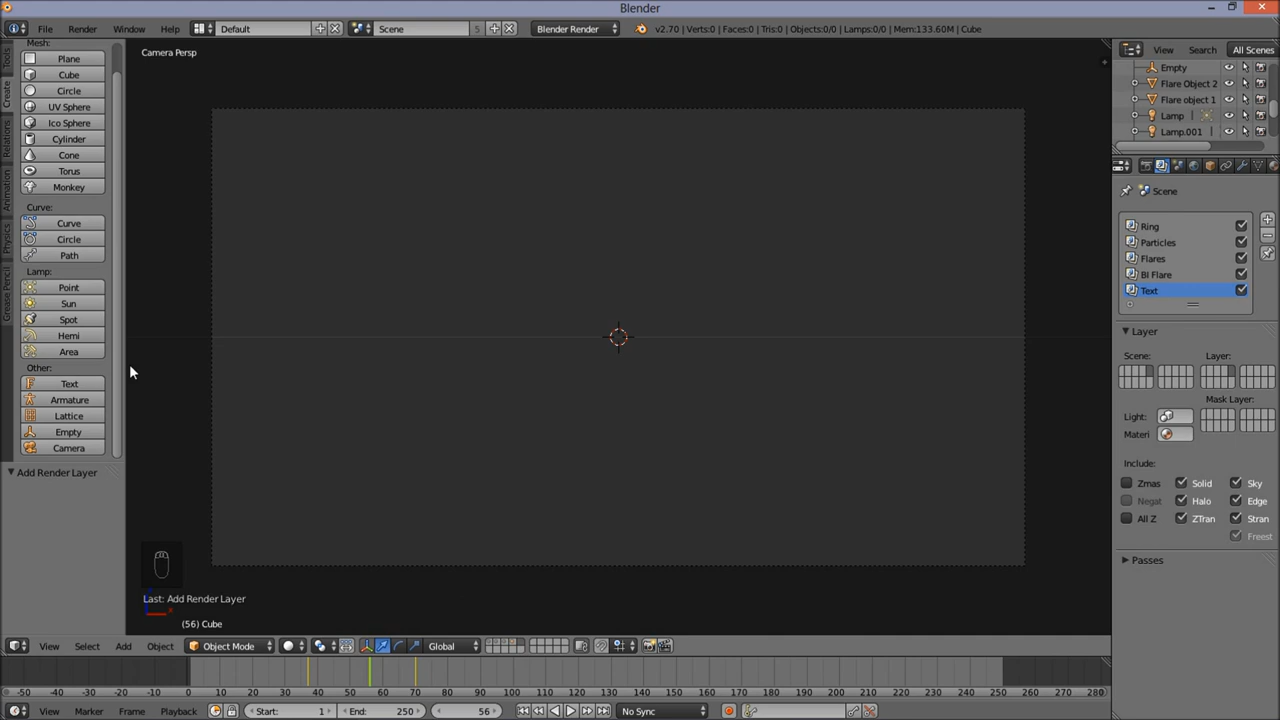 Blender
File Render Window Help Default Scene 5 Blender Render v2.70 | Verts:0 | Faces:0 | Tris:0 | Objects:0/0 | Lamps:0/0 | Mem:133.60M | Cube
Mesh:
Plane
Cube
Circle
UV Sphere
Ico Sphere
Cylinder
Cone
Torus
Monkey
Curve:
Curve
Circle
Path
Lamp:
Point
Sun
Spot
Hemi
Area
Other:
Text
Armature
Lattice
Empty
Camera
Add Render Layer
Tools
Create
Relations
Animation
Physics
Grease Pencil
Camera Persp
Last: Add Render Layer
(56) Cube
View Search All Scenes
Empty
Flare Object 2
Flare object 1
Lamp
Lamp.001
Scene
Ring
Particles
Flares
Bl Flare
Text
Layer
Scene: Layer:
Mask Layer:
Light:
Materi
Include:
Zmas Solid Sky
Negat Halo Edge
All Z ZTran Stran
Freest
Passes
View Select Add Object Object Mode Global
-50 -40 -30 -20 -10 0 10 20 30 40 50 60 70 80 90 100 110 120 130 140 150 160 170 180 190 200 210 220 230 240 250 260 270 280
View Marker Frame Playback Start: 1 End: 250 56 No Sync